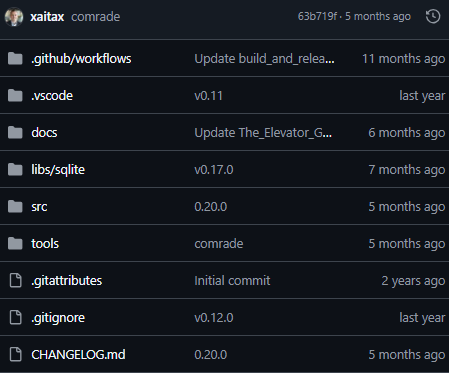 xaitax comrade 63b719f · 5 months ago
.github/workflows Update build_and_relea... 11 months ago
.vscode v0.11 last year
docs Update The_Elevator_G... 6 months ago
libs/sqlite v0.17.0 7 months ago
src 0.20.0 5 months ago
tools comrade 5 months ago
.gitattributes Initial commit 2 years ago
.gitignore v0.12.0 last year
CHANGELOG.md 0.20.0 5 months ago